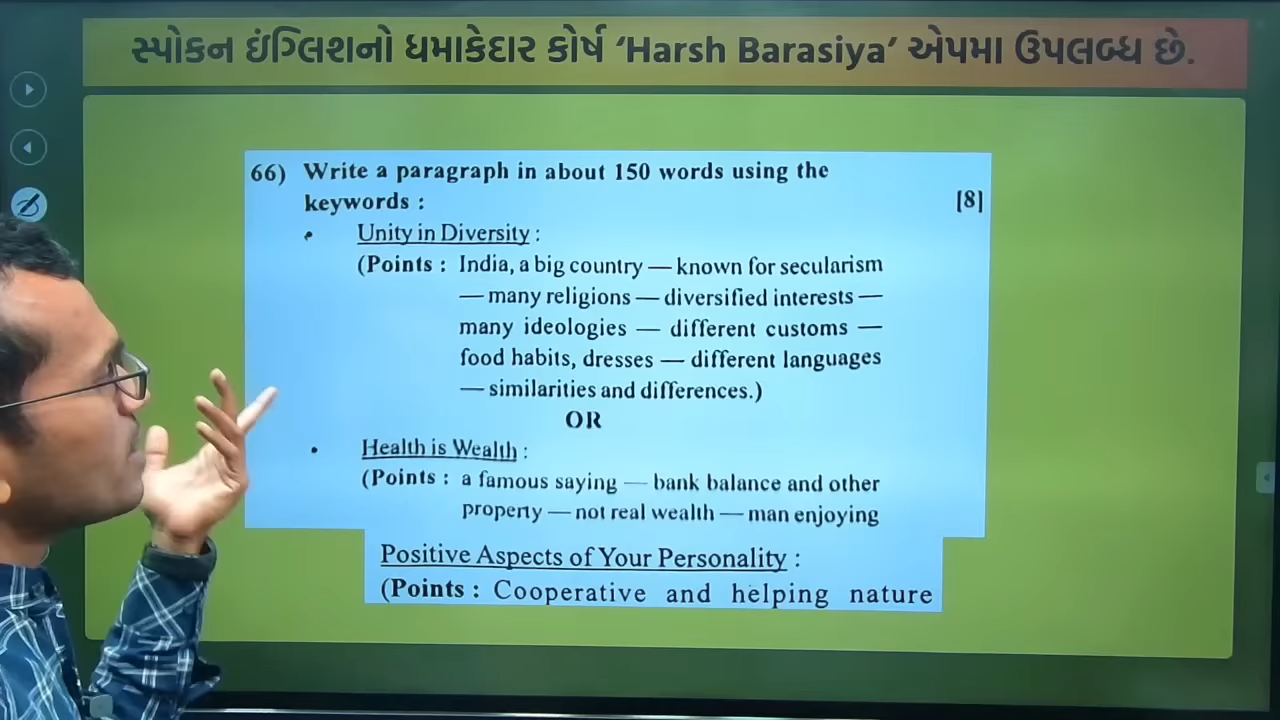 સ્પોકન ઇંગ્લિશનો ધમાકેદાર કોર્ષ ‘Harsh Barasiya’ એપમા ઉપલબ્ધ છે.
66) Write a paragraph in about 150 words using the
keywords : [8]
• Unity in Diversity :
(Points : India, a big country — known for secularism
— many religions — diversified interests —
many ideologies — different customs —
food habits, dresses — different languages
— similarities and differences.)
OR
• Health is Wealth :
(Points : a famous saying — bank balance and other
property — not real wealth — man enjoying
Positive Aspects of Your Personality :
(Points : Cooperative and helping nature